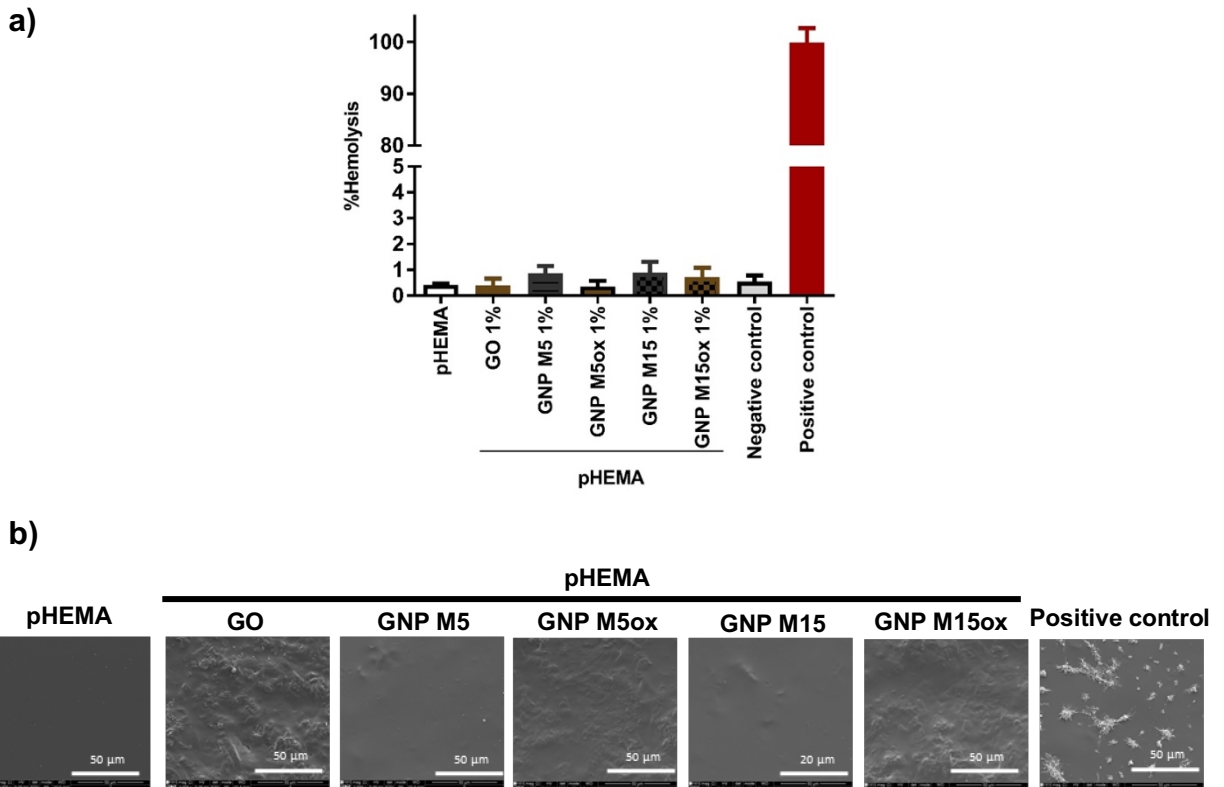 a)
%Hemolysis
100
90
80
5
4
3
2
1
0
pHEMA
GO 1%
GNP M5 1%
GNP M5ox 1%
GNP M15 1%
GNP M15ox 1%
Negative control
Positive control
pHEMA
b)
pHEMA
pHEMA
GO
GNP M5
GNP M5ox
GNP M15
GNP M15ox
Positive control
50 µm
50 µm
50 µm
50 µm
20 µm
50 µm
50 µm